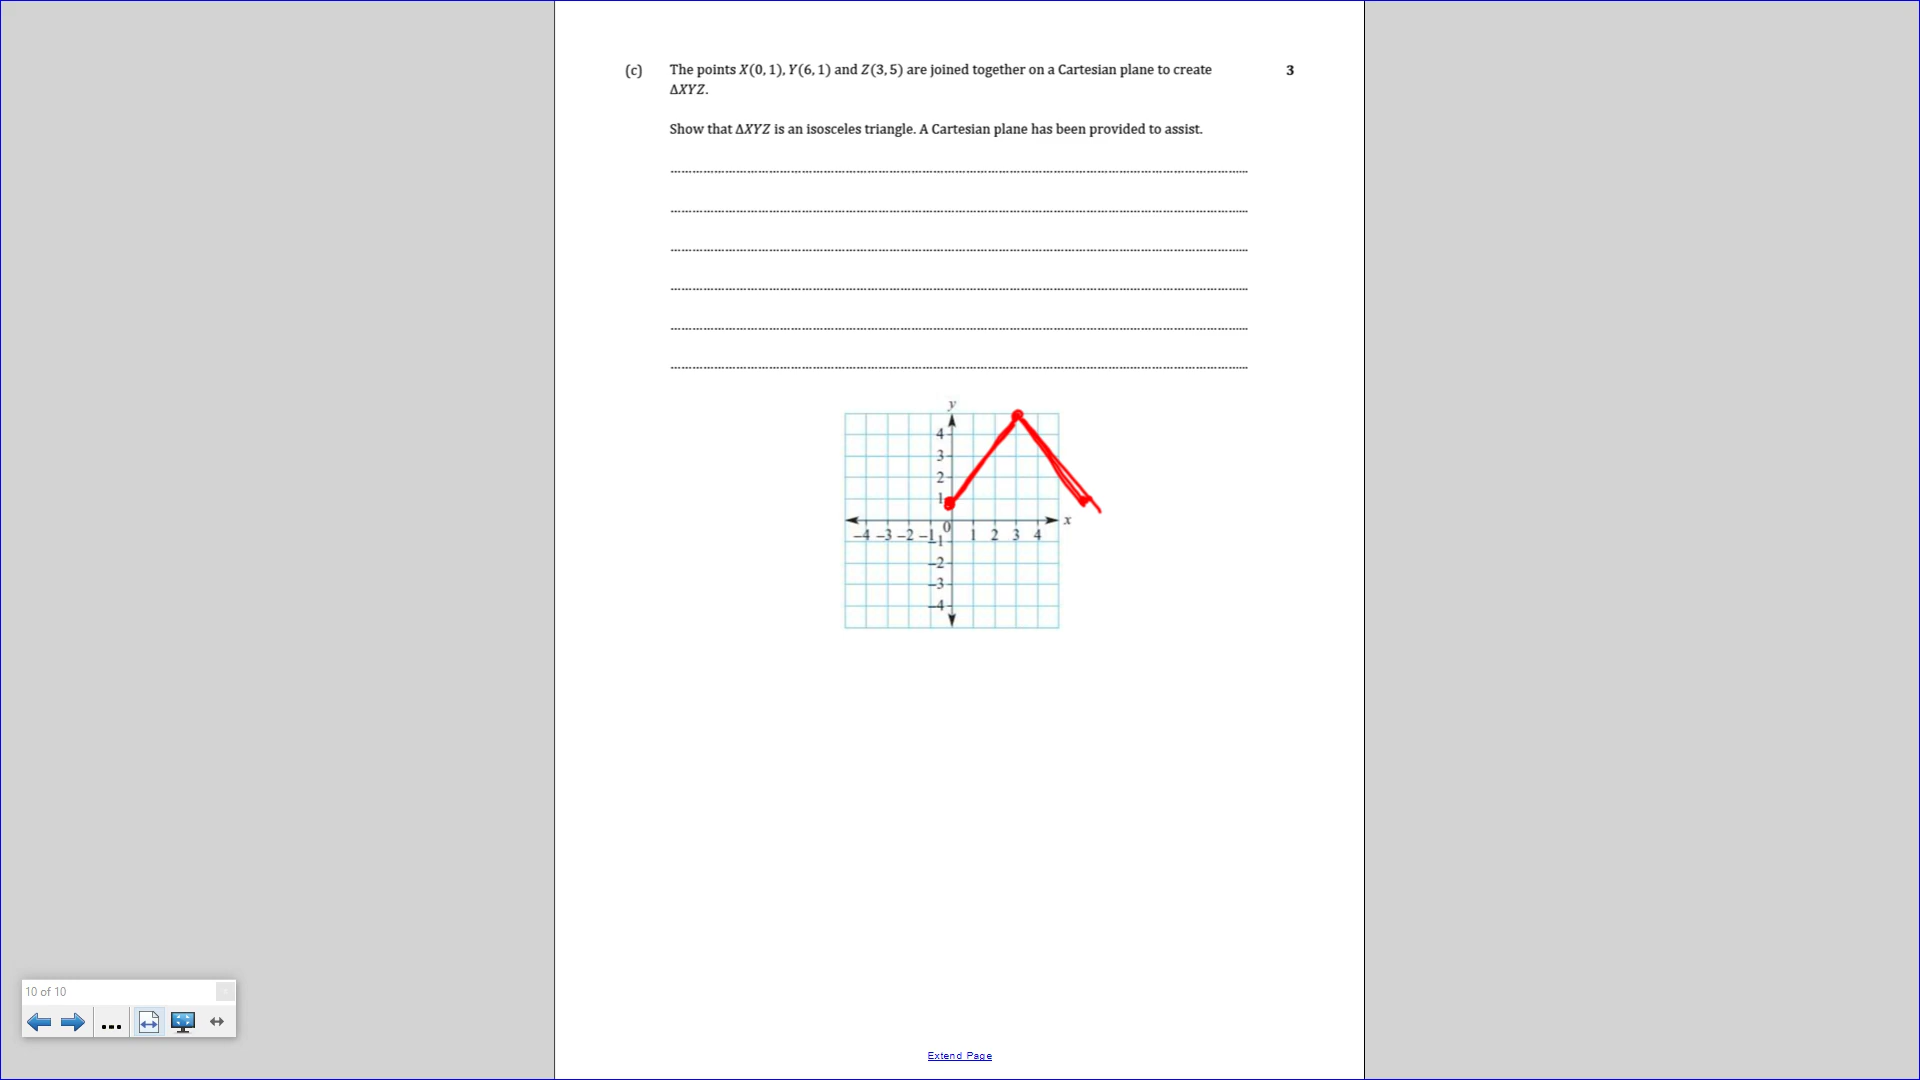 (c) The points X(0, 1), Y(6, 1) and Z(3, 5) are joined together on a Cartesian plane to create 3
ΔXYZ.
Show that ΔXYZ is an isosceles triangle. A Cartesian plane has been provided to assist.
y
4
3
2
1
0
x
–4 –3 –2 –1 1 2 3 4
–1
–2
–3
–4
10 of 10
...
Extend Page